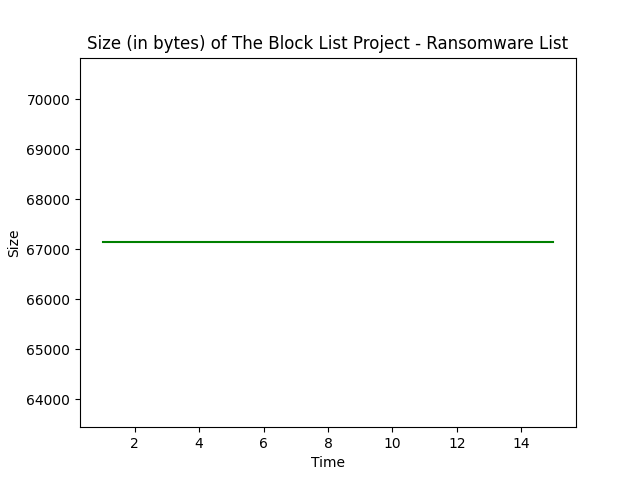 Size (in bytes) of The Block List Project - Ransomware List
70000
69000
68000
67000
66000
65000
64000
Size
2 4 6 8 10 12 14
Time